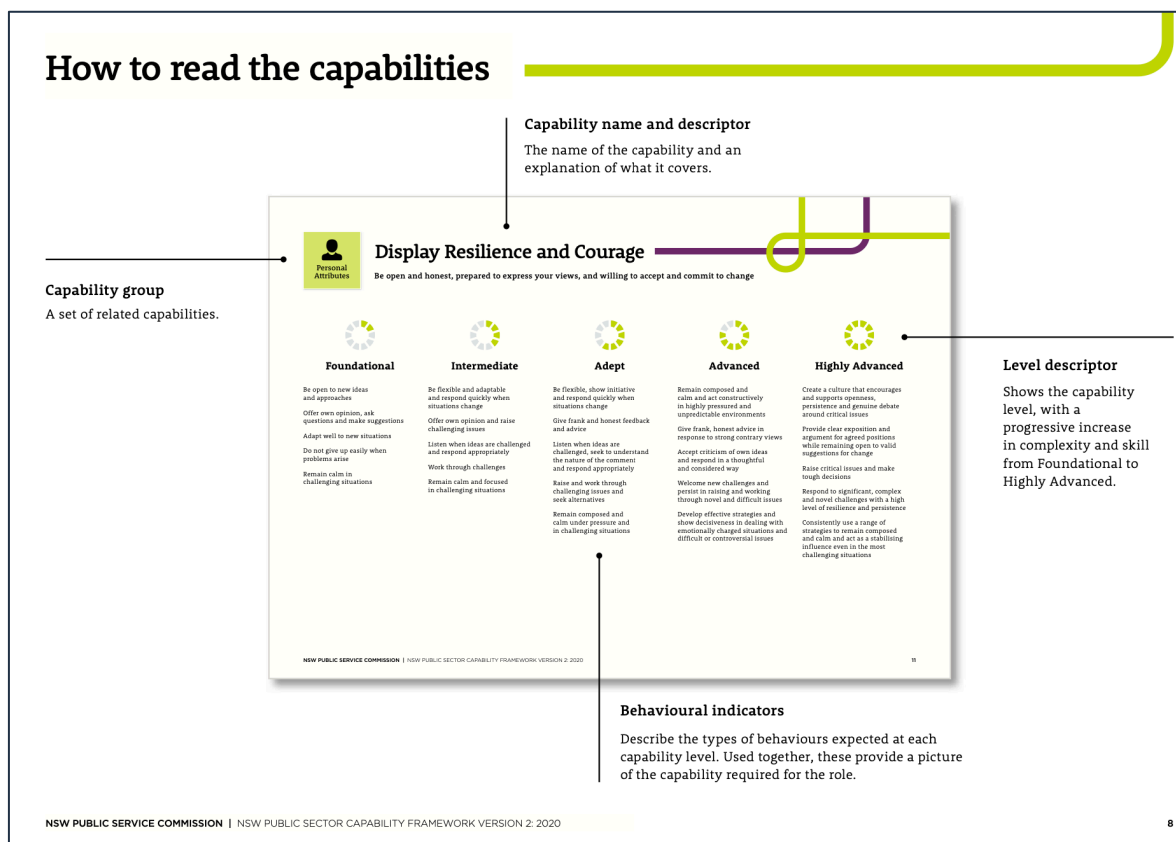 How to read the capabilities
Capability name and descriptor
The name of the capability and an
explanation of what it covers.
Capability group
A set of related capabilities.
Personal
Attributes
Display Resilience and Courage
Be open and honest, prepared to express your views, and willing to accept and commit to change
Foundational
Be open to new ideas
and approaches
Offer own opinion, ask
questions and make suggestions
Adapt well to new situations
Do not give up easily when
problems arise
Remain calm in
challenging situations
Intermediate
Be flexible and adaptable
and respond quickly when
situations change
Offer own opinion and raise
challenging issues
Listen when ideas are challenged
and respond appropriately
Work through challenges
Remain calm and focused
in challenging situations
Adept
Be flexible, show initiative
and respond quickly when
situations change
Give frank and honest feedback
and advice
Listen when ideas are
challenged, seek to understand
the nature of the comment
and respond appropriately
Raise and work through
challenging issues and
seek alternatives
Remain composed and
calm under pressure and
in challenging situations
Advanced
Remain composed and
calm and act constructively
in highly pressured and
unpredictable environments
Give frank, honest advice in
response to strong contrary views
Accept criticism of own ideas
and respond in a thoughtful
and considered way
Welcome new challenges and
persist in raising and working
through novel and difficult issues
Develop effective strategies and
show decisiveness in dealing with
emotionally charged situations and
difficult or controversial issues
Highly Advanced
Create a culture that encourages
and supports openness,
persistence and genuine debate
around critical issues
Provide clear exposition and
argument for agreed positions
while remaining open to valid
suggestions for change
Raise critical issues and make
tough decisions
Respond to significant, complex
and novel challenges with a high
level of resilience and persistence
Consistently use a range of
strategies to remain composed
and calm and act as a stabilising
influence even in the most
challenging situations
NSW PUBLIC SERVICE COMMISSION | NSW PUBLIC SECTOR CAPABILITY FRAMEWORK VERSION 2: 2020
11
Level descriptor
Shows the capability
level, with a
progressive increase
in complexity and skill
from Foundational to
Highly Advanced.
Behavioural indicators
Describe the types of behaviours expected at each
capability level. Used together, these provide a picture
of the capability required for the role.
NSW PUBLIC SERVICE COMMISSION | NSW PUBLIC SECTOR CAPABILITY FRAMEWORK VERSION 2: 2020
8